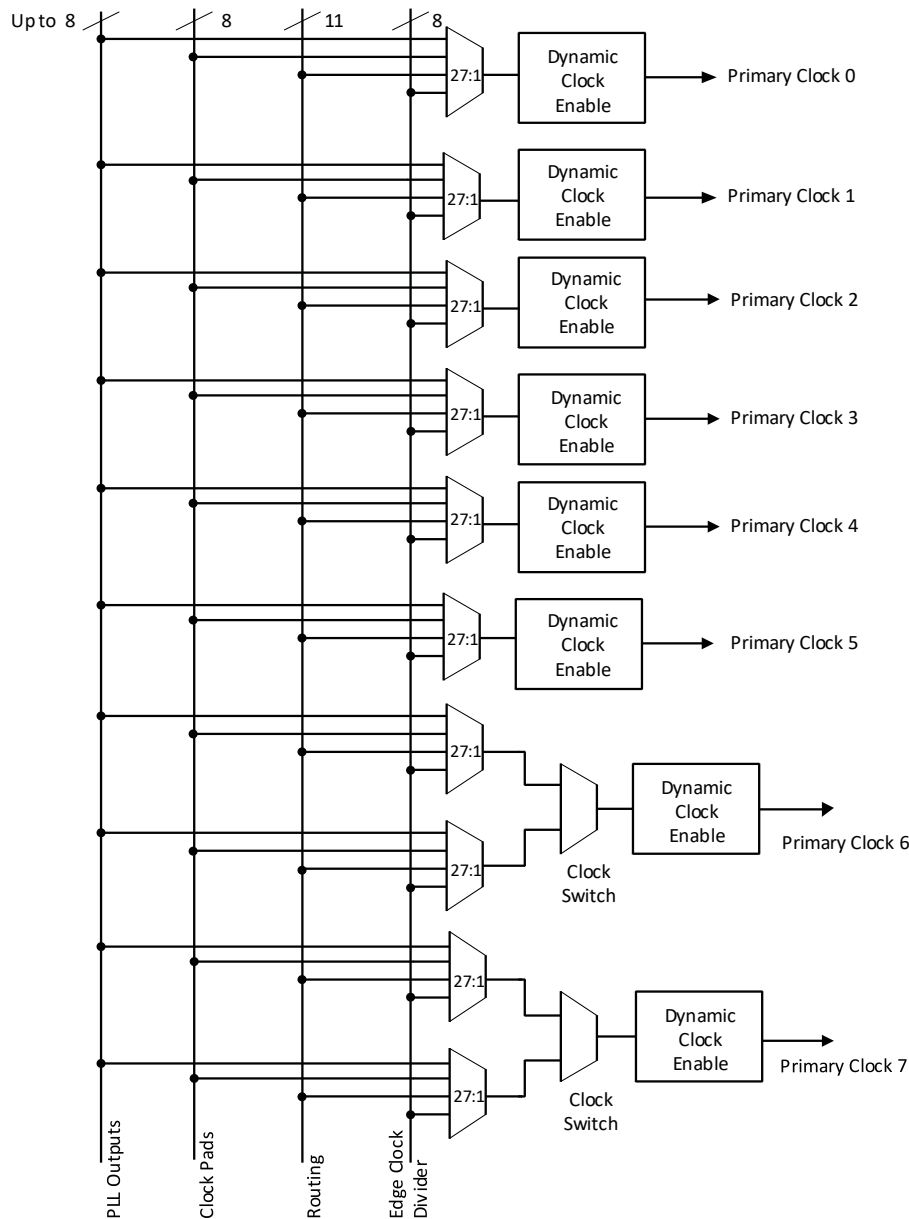 Up to 8
8
11
8
27:1
Dynamic
Clock
Enable
Primary Clock 0
27:1
Dynamic
Clock
Enable
Primary Clock 1
27:1
Dynamic
Clock
Enable
Primary Clock 2
27:1
Dynamic
Clock
Enable
Primary Clock 3
27:1
Dynamic
Clock
Enable
Primary Clock 4
27:1
Dynamic
Clock
Enable
Primary Clock 5
27:1
27:1
Clock
Switch
Dynamic
Clock
Enable
Primary Clock 6
27:1
27:1
Clock
Switch
Dynamic
Clock
Enable
Primary Clock 7
PLL Outputs
Clock Pads
Routing
Edge Clock
Divider